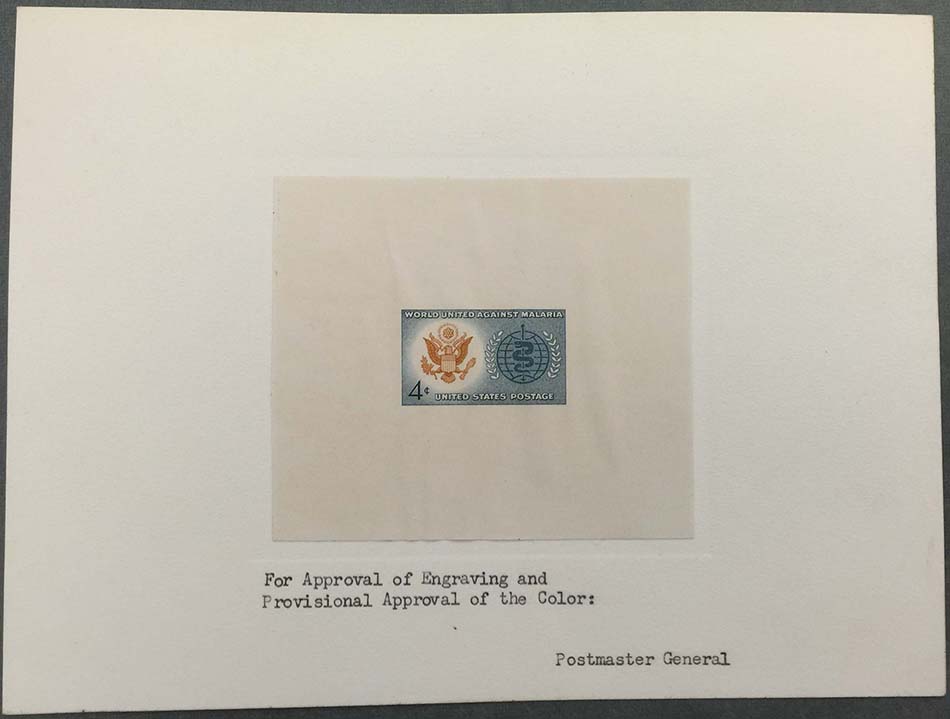 WORLD UNITED AGAINST MALARIA
4¢
UNITED STATES POSTAGE
For Approval of Engraving and
Provisional Approval of the Color:
Postmaster General